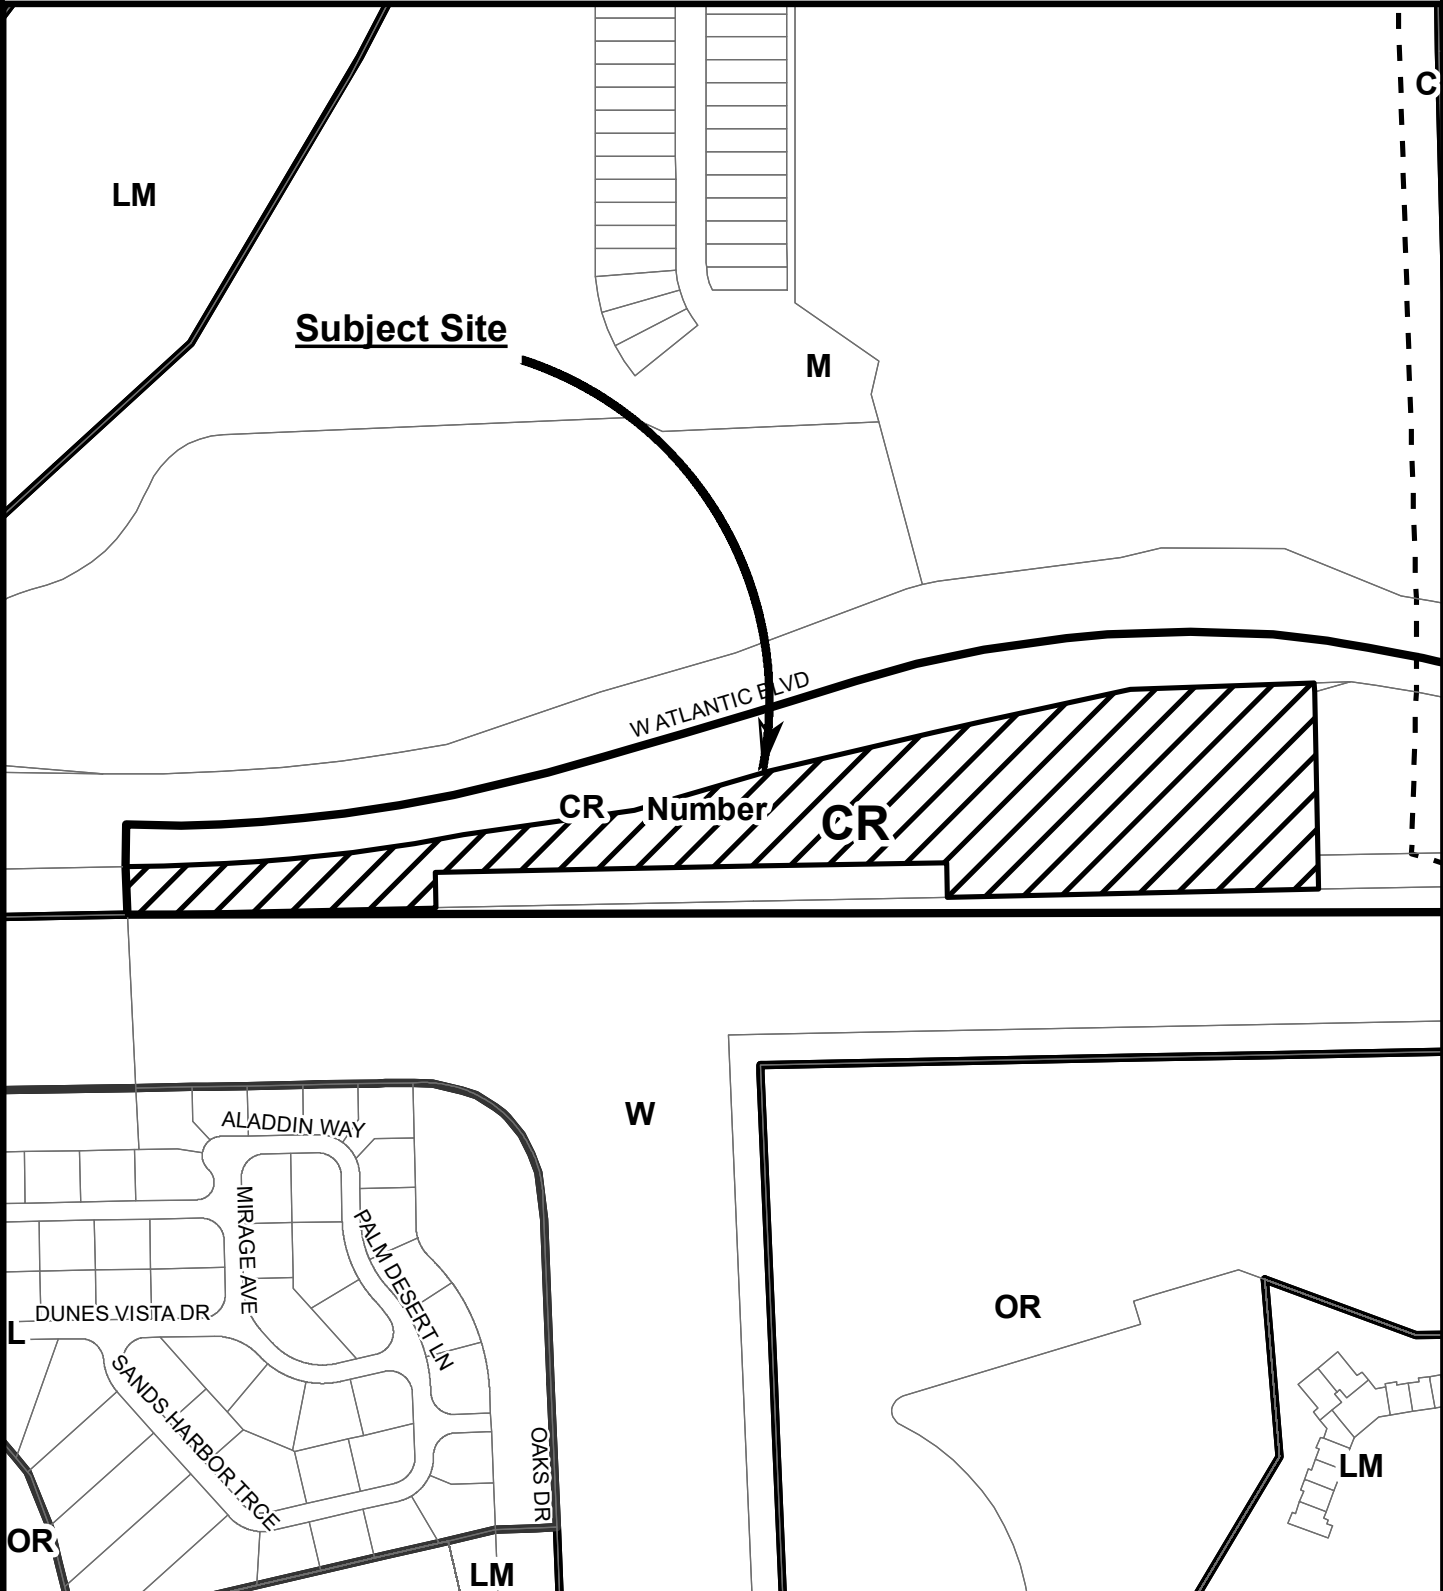 C
LM
Subject Site
M
W ATLANTIC BLVD
CR
Number
CR
W
ALADDIN WAY
MIRAGE AVE
PALM DESERT LN
DUNES VISTA DR
L
OR
SANDS HARBOR TRCE
OAKS DR
LM
OR
LM